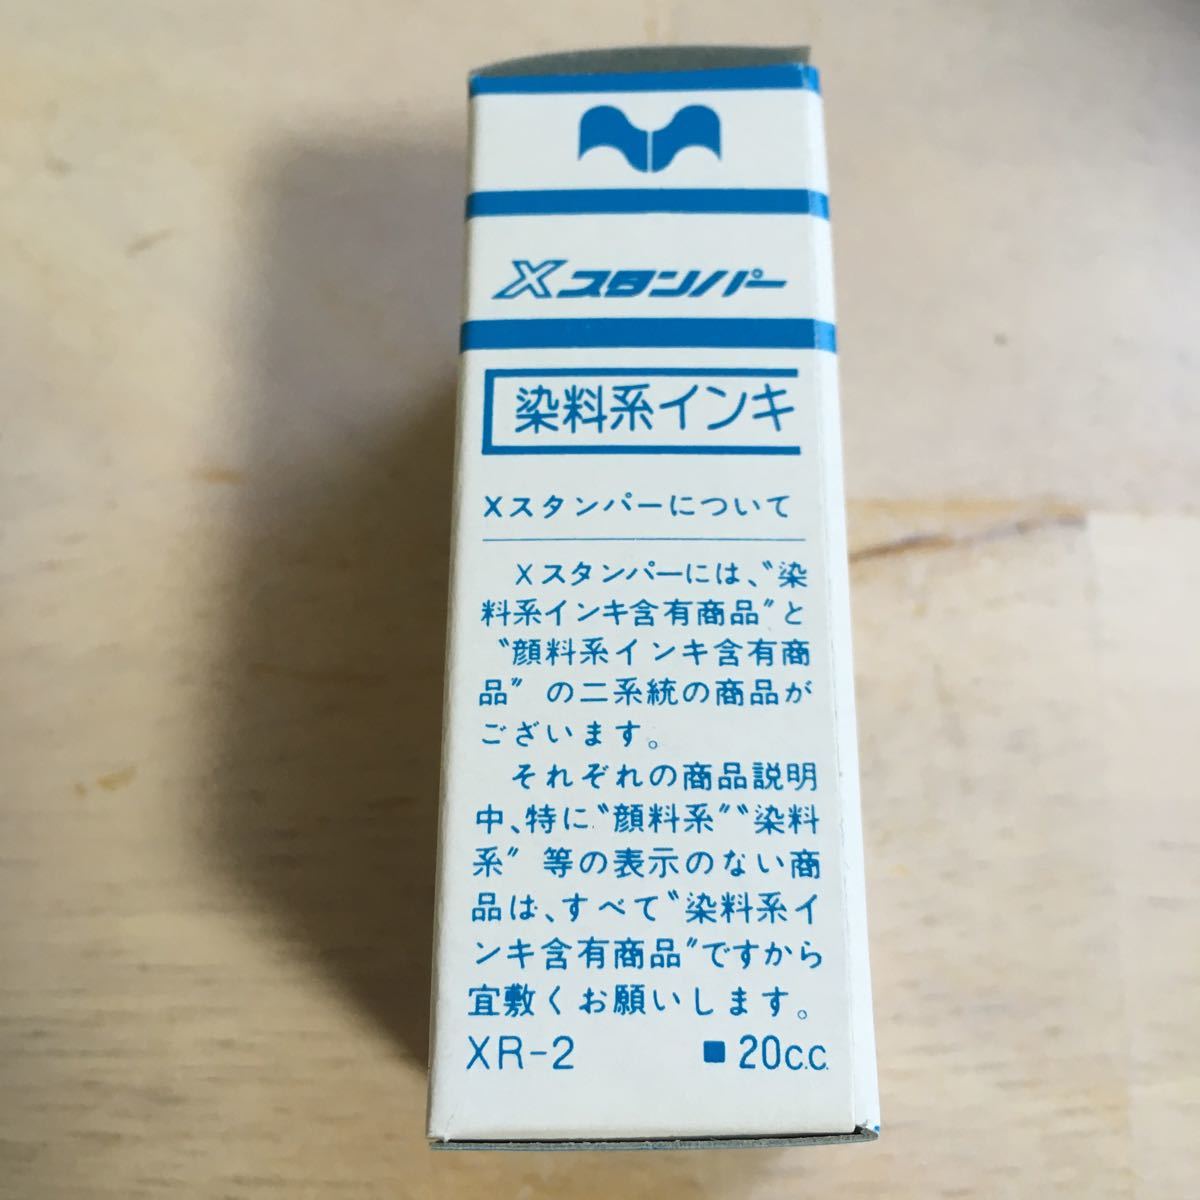 Xスタンパー
染料系インキ
Xスタンパーについて
Xスタンパーには、〝染
料系インキ含有商品〟と
〝顔料系インキ含有商
品〟の二系統の商品が
ございます。
それぞれの商品説明
中、特に〝顔料系〟〝染料
系〟等の表示のない商
品は、すべて〝染料系イ
ンキ含有商品〟ですから
宜敷くお願いします。
XR-2 ■20c.c.